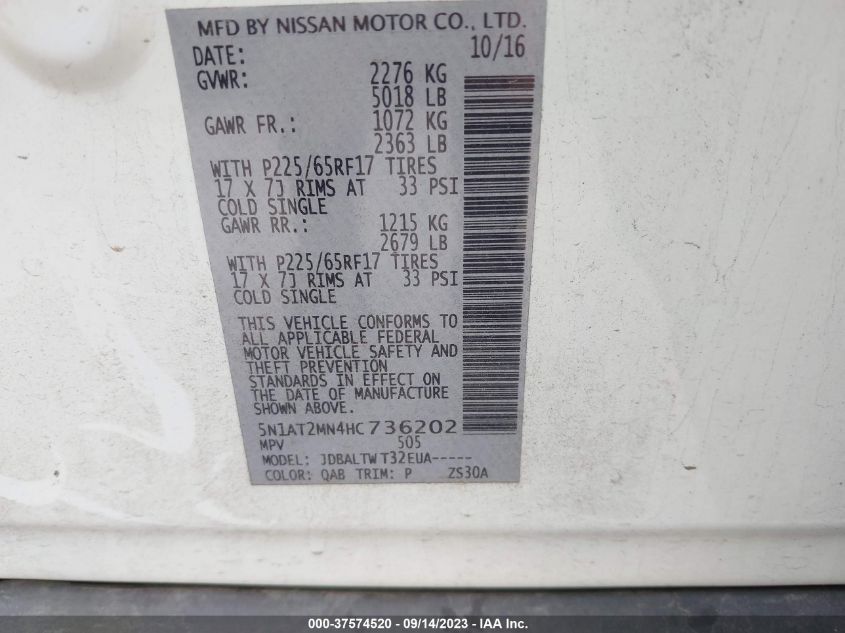 MFD BY NISSAN MOTOR CO., LTD.
DATE: 10/16
GVWR: 2276 KG
5018 LB
GAWR FR.: 1072 KG
2363 LB
WITH P225/65RF17 TIRES
17 X 7J RIMS AT 33 PSI
COLD SINGLE
GAWR RR.: 1215 KG
2679 LB
WITH P225/65RF17 TIRES
17 X 7J RIMS AT 33 PSI
COLD SINGLE
THIS VEHICLE CONFORMS TO
ALL APPLICABLE FEDERAL
MOTOR VEHICLE SAFETY AND
THEFT PREVENTION
STANDARDS IN EFFECT ON
THE DATE OF MANUFACTURE
SHOWN ABOVE.
5N1AT2MN4HC736202
MPV 505
MODEL: JDBALTW T32EUA-----
COLOR: QAB TRIM: P ZS30A
000-37574520 - 09/14/2023 - IAA Inc.